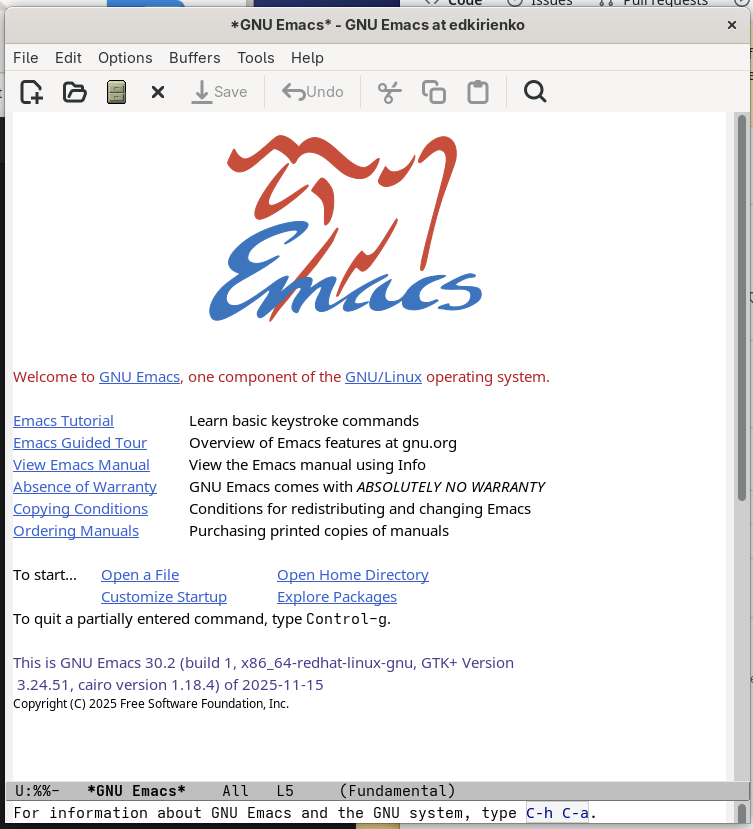 Code Issues Pull requests
*GNU Emacs* - GNU Emacs at edkirienko
File Edit Options Buffers Tools Help
Save Undo
Emacs
Welcome to GNU Emacs, one component of the GNU/Linux operating system.
Emacs Tutorial Learn basic keystroke commands
Emacs Guided Tour Overview of Emacs features at gnu.org
View Emacs Manual View the Emacs manual using Info
Absence of Warranty GNU Emacs comes with ABSOLUTELY NO WARRANTY
Copying Conditions Conditions for redistributing and changing Emacs
Ordering Manuals Purchasing printed copies of manuals
To start... Open a File Open Home Directory
Customize Startup Explore Packages
To quit a partially entered command, type Control-g.
This is GNU Emacs 30.2 (build 1, x86_64-redhat-linux-gnu, GTK+ Version
3.24.51, cairo version 1.18.4) of 2025-11-15
Copyright (C) 2025 Free Software Foundation, Inc.
U:%%- *GNU Emacs* All L5 (Fundamental)
For information about GNU Emacs and the GNU system, type C-h C-a.